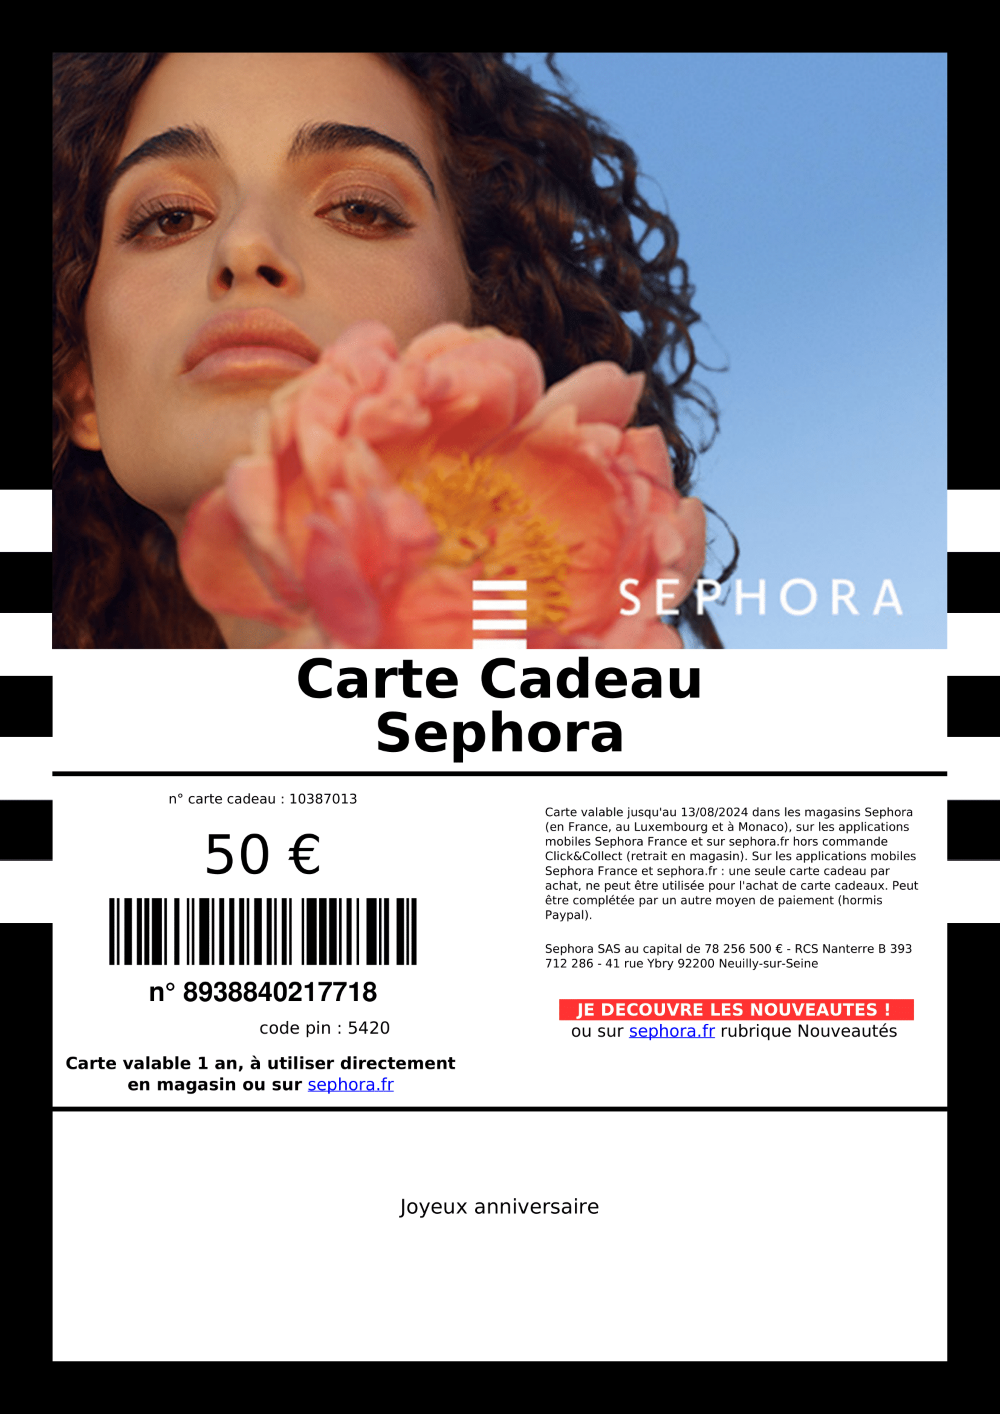 SEPHORA
Carte Cadeau
Sephora
n° carte cadeau : 10387013
50 €
n° 8938840217718
code pin : 5420
Carte valable 1 an, à utiliser directement
en magasin ou sur sephora.fr
Carte valable jusqu'au 13/08/2024 dans les magasins Sephora
(en France, au Luxembourg et à Monaco), sur les applications
mobiles Sephora France et sur sephora.fr hors commande
Click&Collect (retrait en magasin). Sur les applications mobiles
Sephora France et sephora.fr : une seule carte cadeau par
achat, ne peut être utilisée pour l'achat de carte cadeaux. Peut
être complétée par un autre moyen de paiement (hormis
Paypal).
Sephora SAS au capital de 78 256 500 € - RCS Nanterre B 393
712 286 - 41 rue Ybry 92200 Neuilly-sur-Seine
JE DECOUVRE LES NOUVEAUTES !
ou sur sephora.fr rubrique Nouveautés
Joyeux anniversaire